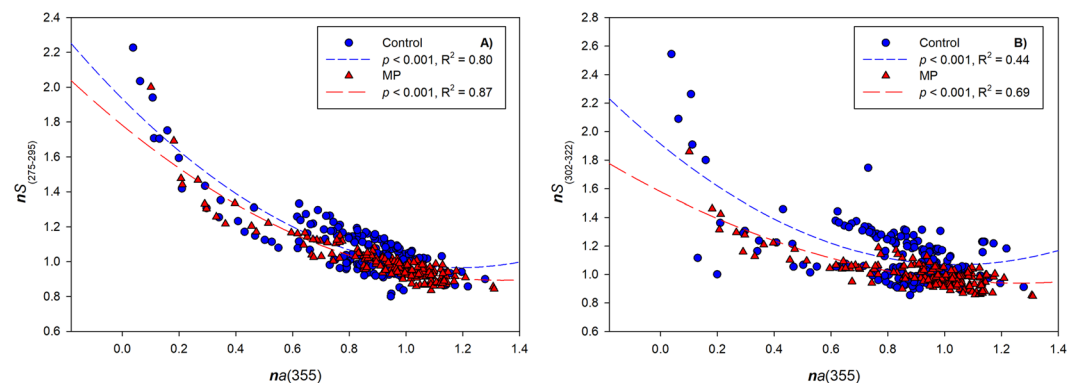 2.4
2.2
2.0
1.8
1.6
1.4
1.2
1.0
0.8
0.6
nS(275-295)
Control A)
p < 0.001, R² = 0.80
MP
p < 0.001, R² = 0.87
0.0 0.2 0.4 0.6 0.8 1.0 1.2 1.4
na(355)
2.8
2.6
2.4
2.2
2.0
1.8
1.6
1.4
1.2
1.0
0.8
0.6
nS(302-322)
Control B)
p < 0.001, R² = 0.44
MP
p < 0.001, R² = 0.69
0.0 0.2 0.4 0.6 0.8 1.0 1.2 1.4
na(355)